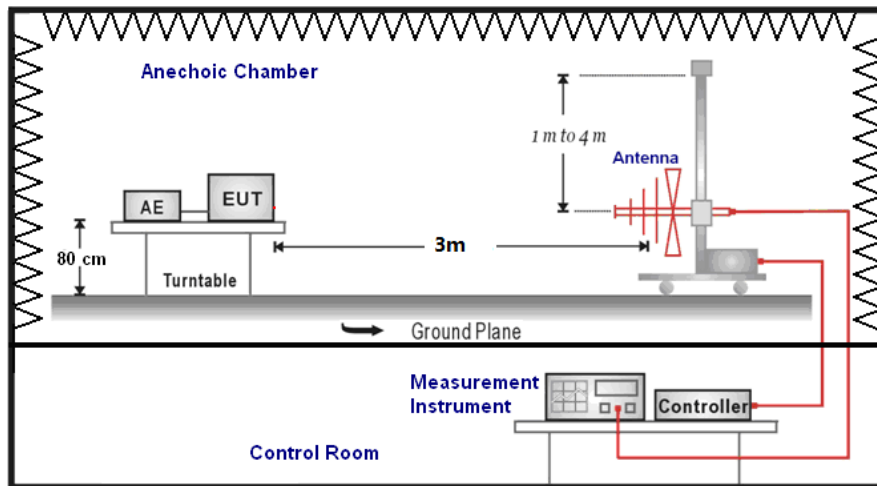 Anechoic Chamber
1 m to 4 m
Antenna
AE
EUT
3m
80 cm
Turntable
Ground Plane
Measurement
Instrument
Controller
Control Room